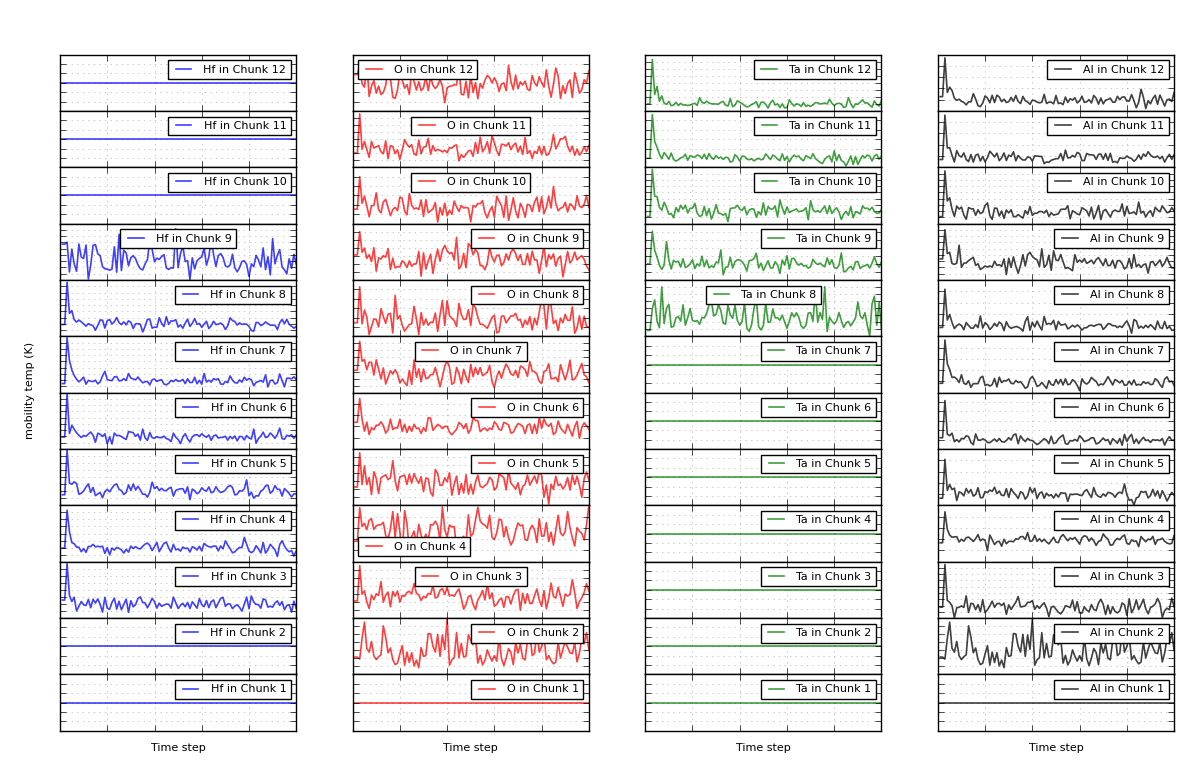 Hf in Chunk 12
O in Chunk 12
Ta in Chunk 12
Al in Chunk 12
Hf in Chunk 11
O in Chunk 11
Ta in Chunk 11
Al in Chunk 11
Hf in Chunk 10
O in Chunk 10
Ta in Chunk 10
Al in Chunk 10
Hf in Chunk 9
O in Chunk 9
Ta in Chunk 9
Al in Chunk 9
Hf in Chunk 8
O in Chunk 8
Ta in Chunk 8
Al in Chunk 8
Hf in Chunk 7
O in Chunk 7
Ta in Chunk 7
Al in Chunk 7
mobility temp (K)
Hf in Chunk 6
O in Chunk 6
Ta in Chunk 6
Al in Chunk 6
Hf in Chunk 5
O in Chunk 5
Ta in Chunk 5
Al in Chunk 5
Hf in Chunk 4
O in Chunk 4
Ta in Chunk 4
Al in Chunk 4
Hf in Chunk 3
O in Chunk 3
Ta in Chunk 3
Al in Chunk 3
Hf in Chunk 2
O in Chunk 2
Ta in Chunk 2
Al in Chunk 2
Hf in Chunk 1
O in Chunk 1
Ta in Chunk 1
Al in Chunk 1
Time step
Time step
Time step
Time step